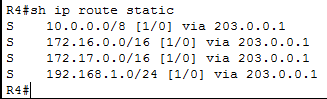 R4#sh ip route static
S    10.0.0.0/8 [1/0] via 203.0.0.1
S    172.16.0.0/16 [1/0] via 203.0.0.1
S    172.17.0.0/16 [1/0] via 203.0.0.1
S    192.168.1.0/24 [1/0] via 203.0.0.1
R4#